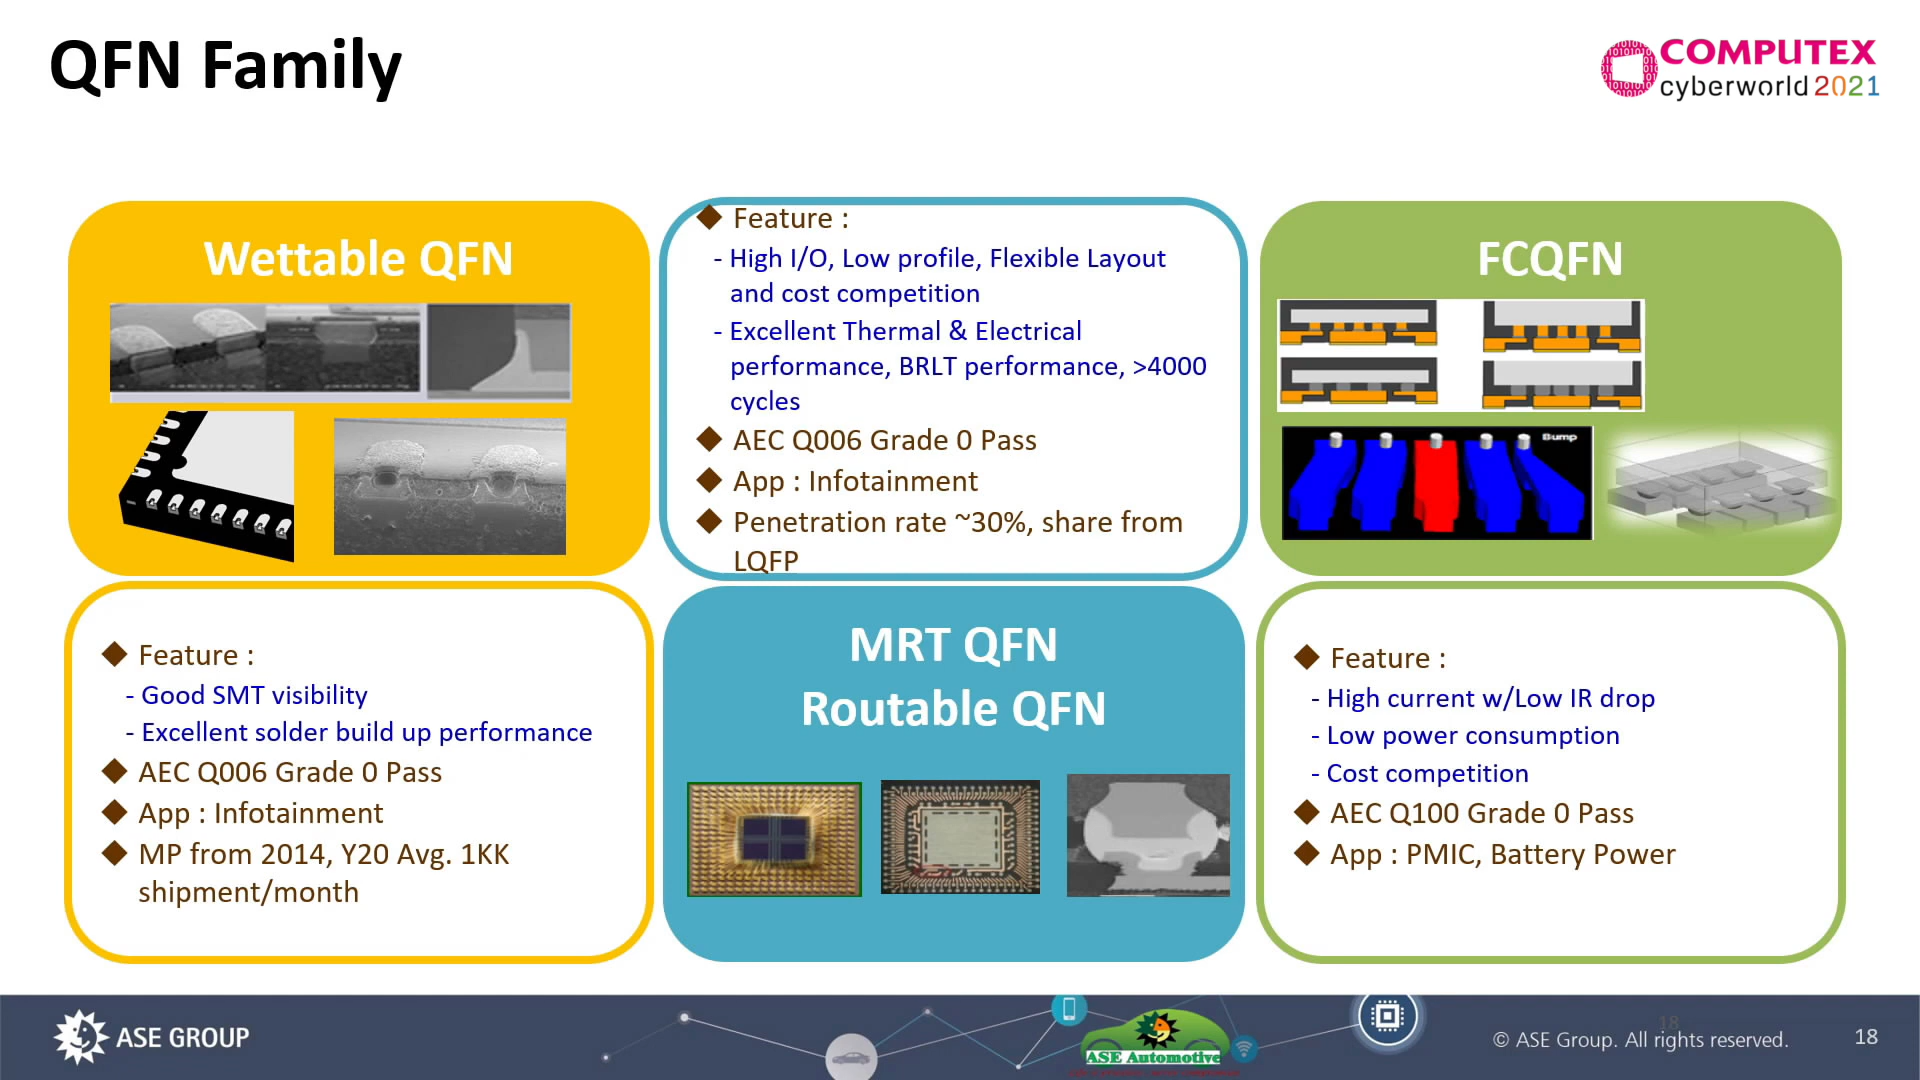 QFN Family
COMPUTEX
cyberworld 2021
Wettable QFN
◆ Feature :
- Good SMT visibility
- Excellent solder build up performance
◆ AEC Q006 Grade 0 Pass
◆ App : Infotainment
◆ MP from 2014, Y20 Avg. 1KK
shipment/month
◆ Feature :
- High I/O, Low profile, Flexible Layout
and cost competition
- Excellent Thermal & Electrical
performance, BRLT performance, >4000
cycles
◆ AEC Q006 Grade 0 Pass
◆ App : Infotainment
◆ Penetration rate ~30%, share from
LQFP
MRT QFN
Routable QFN
FCQFN
Bump
◆ Feature :
- High current w/Low IR drop
- Low power consumption
- Cost competition
◆ AEC Q100 Grade 0 Pass
◆ App : PMIC, Battery Power
ASE GROUP
ASE Automotive
18
© ASE Group. All rights reserved.
18